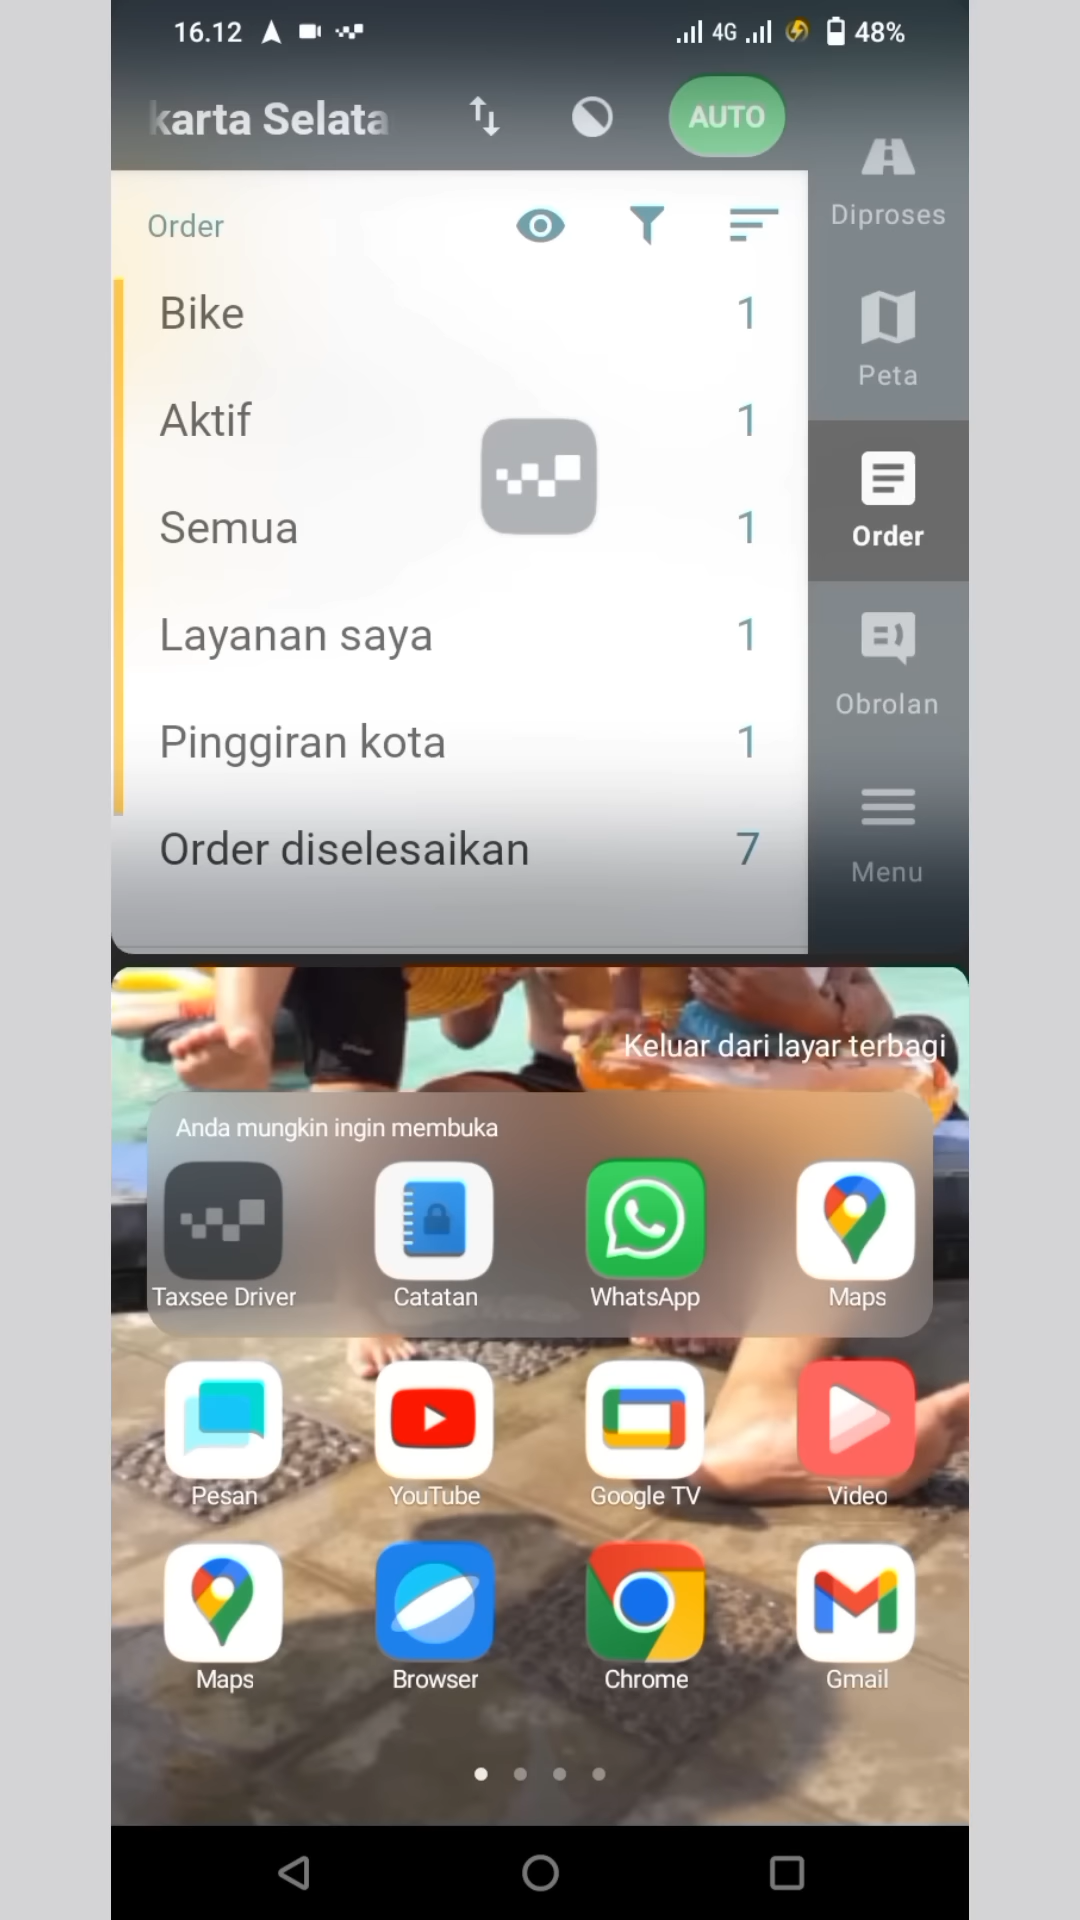 16.12 4G 48%
karta Selata AUTO
Diproses
Order
Bike 1
Peta
Aktif 1
Semua 1
Order
Layanan saya 1
Obrolan
Pinggiran kota 1
Order diselesaikan 7
Menu
Keluar dari layar terbagi
Anda mungkin ingin membuka
Taxsee Driver Catatan WhatsApp Maps
Pesan YouTube Google TV Video
Maps Browser Chrome Gmail